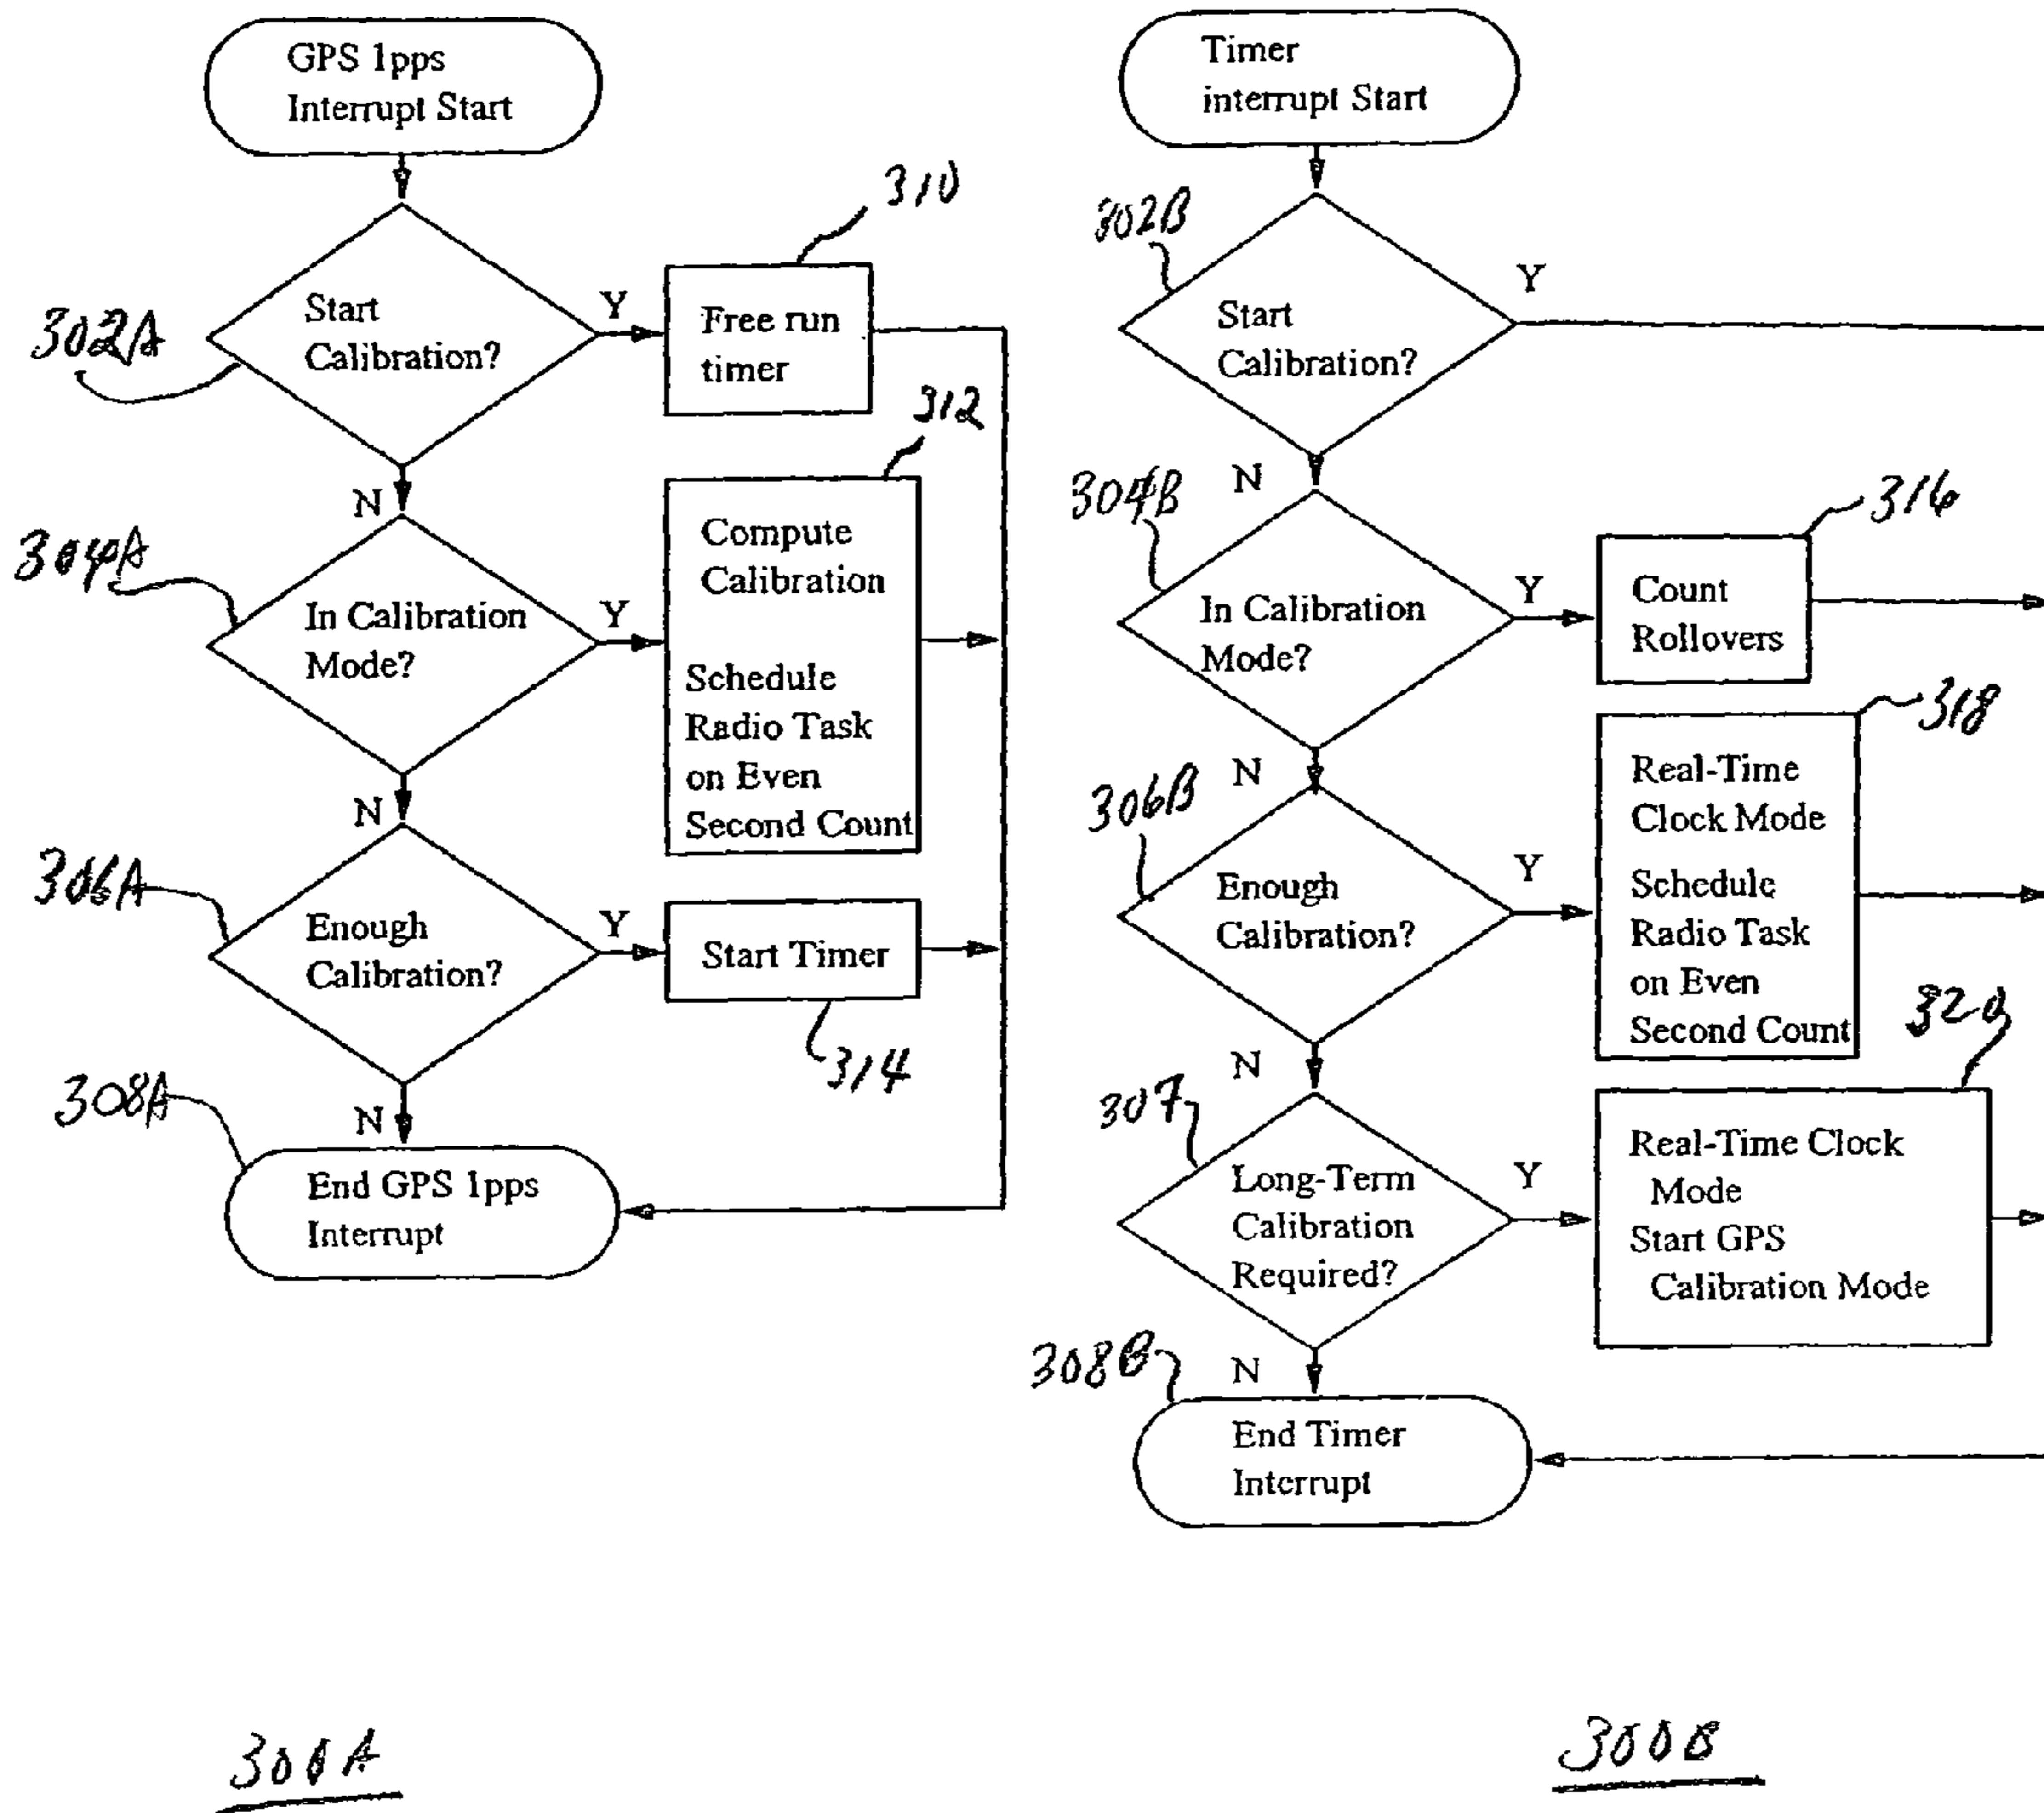 GPS 1pps
Interrupt Start
310
302A
Start
Calibration?
Y
Free run
timer
N
312
304A
In Calibration
Mode?
Y
Compute
Calibration
Schedule
Radio Task
on Even
Second Count
N
306A
Enough
Calibration?
Y
Start Timer
314
N
308A
End GPS 1pps
Interrupt
300A
Timer
interrupt Start
302B
Start
Calibration?
Y
N
304B
In Calibration
Mode?
Y
316
Count
Rollovers
N
306B
Enough
Calibration?
Y
318
Real-Time
Clock Mode
Schedule
Radio Task
on Even
Second Count
N
307
Long-Term
Calibration
Required?
Y
320
Real-Time Clock
Mode
Start GPS
Calibration Mode
N
308B
End Timer
Interrupt
300B